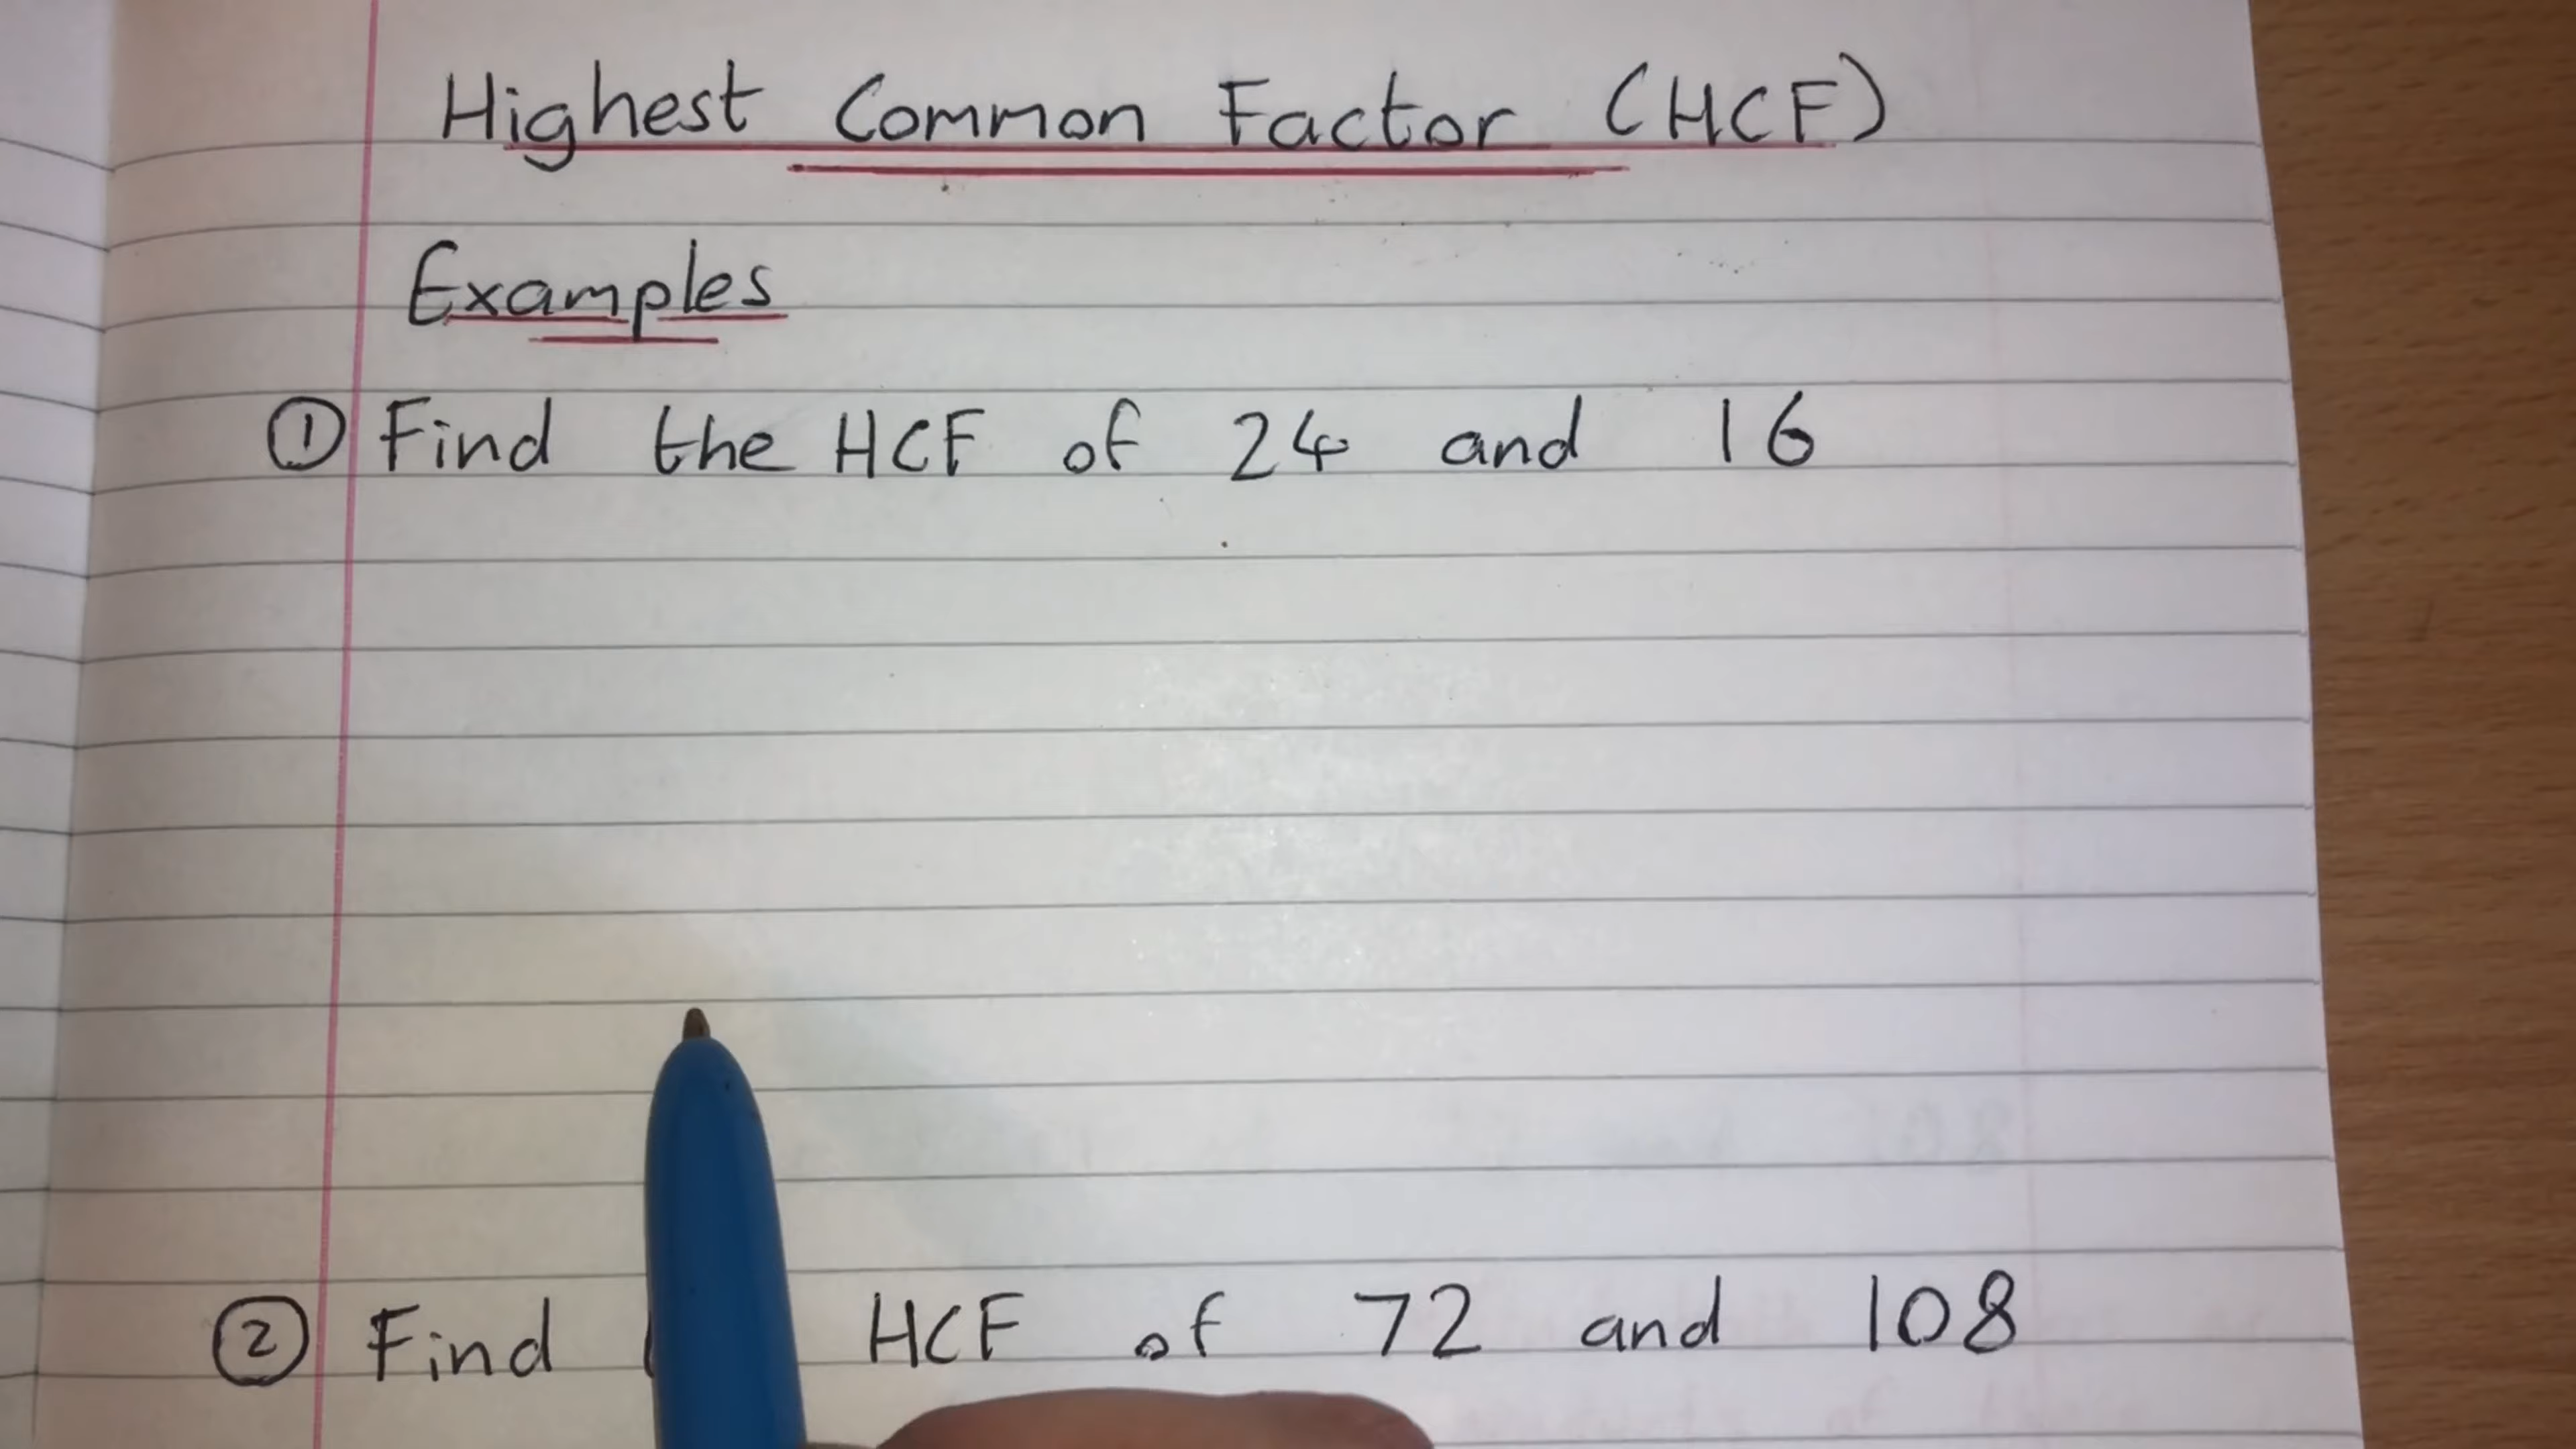 Highest Common Factor (HCF)
Examples
① Find the HCF of 24 and 16
② Find HCF of 72 and 108